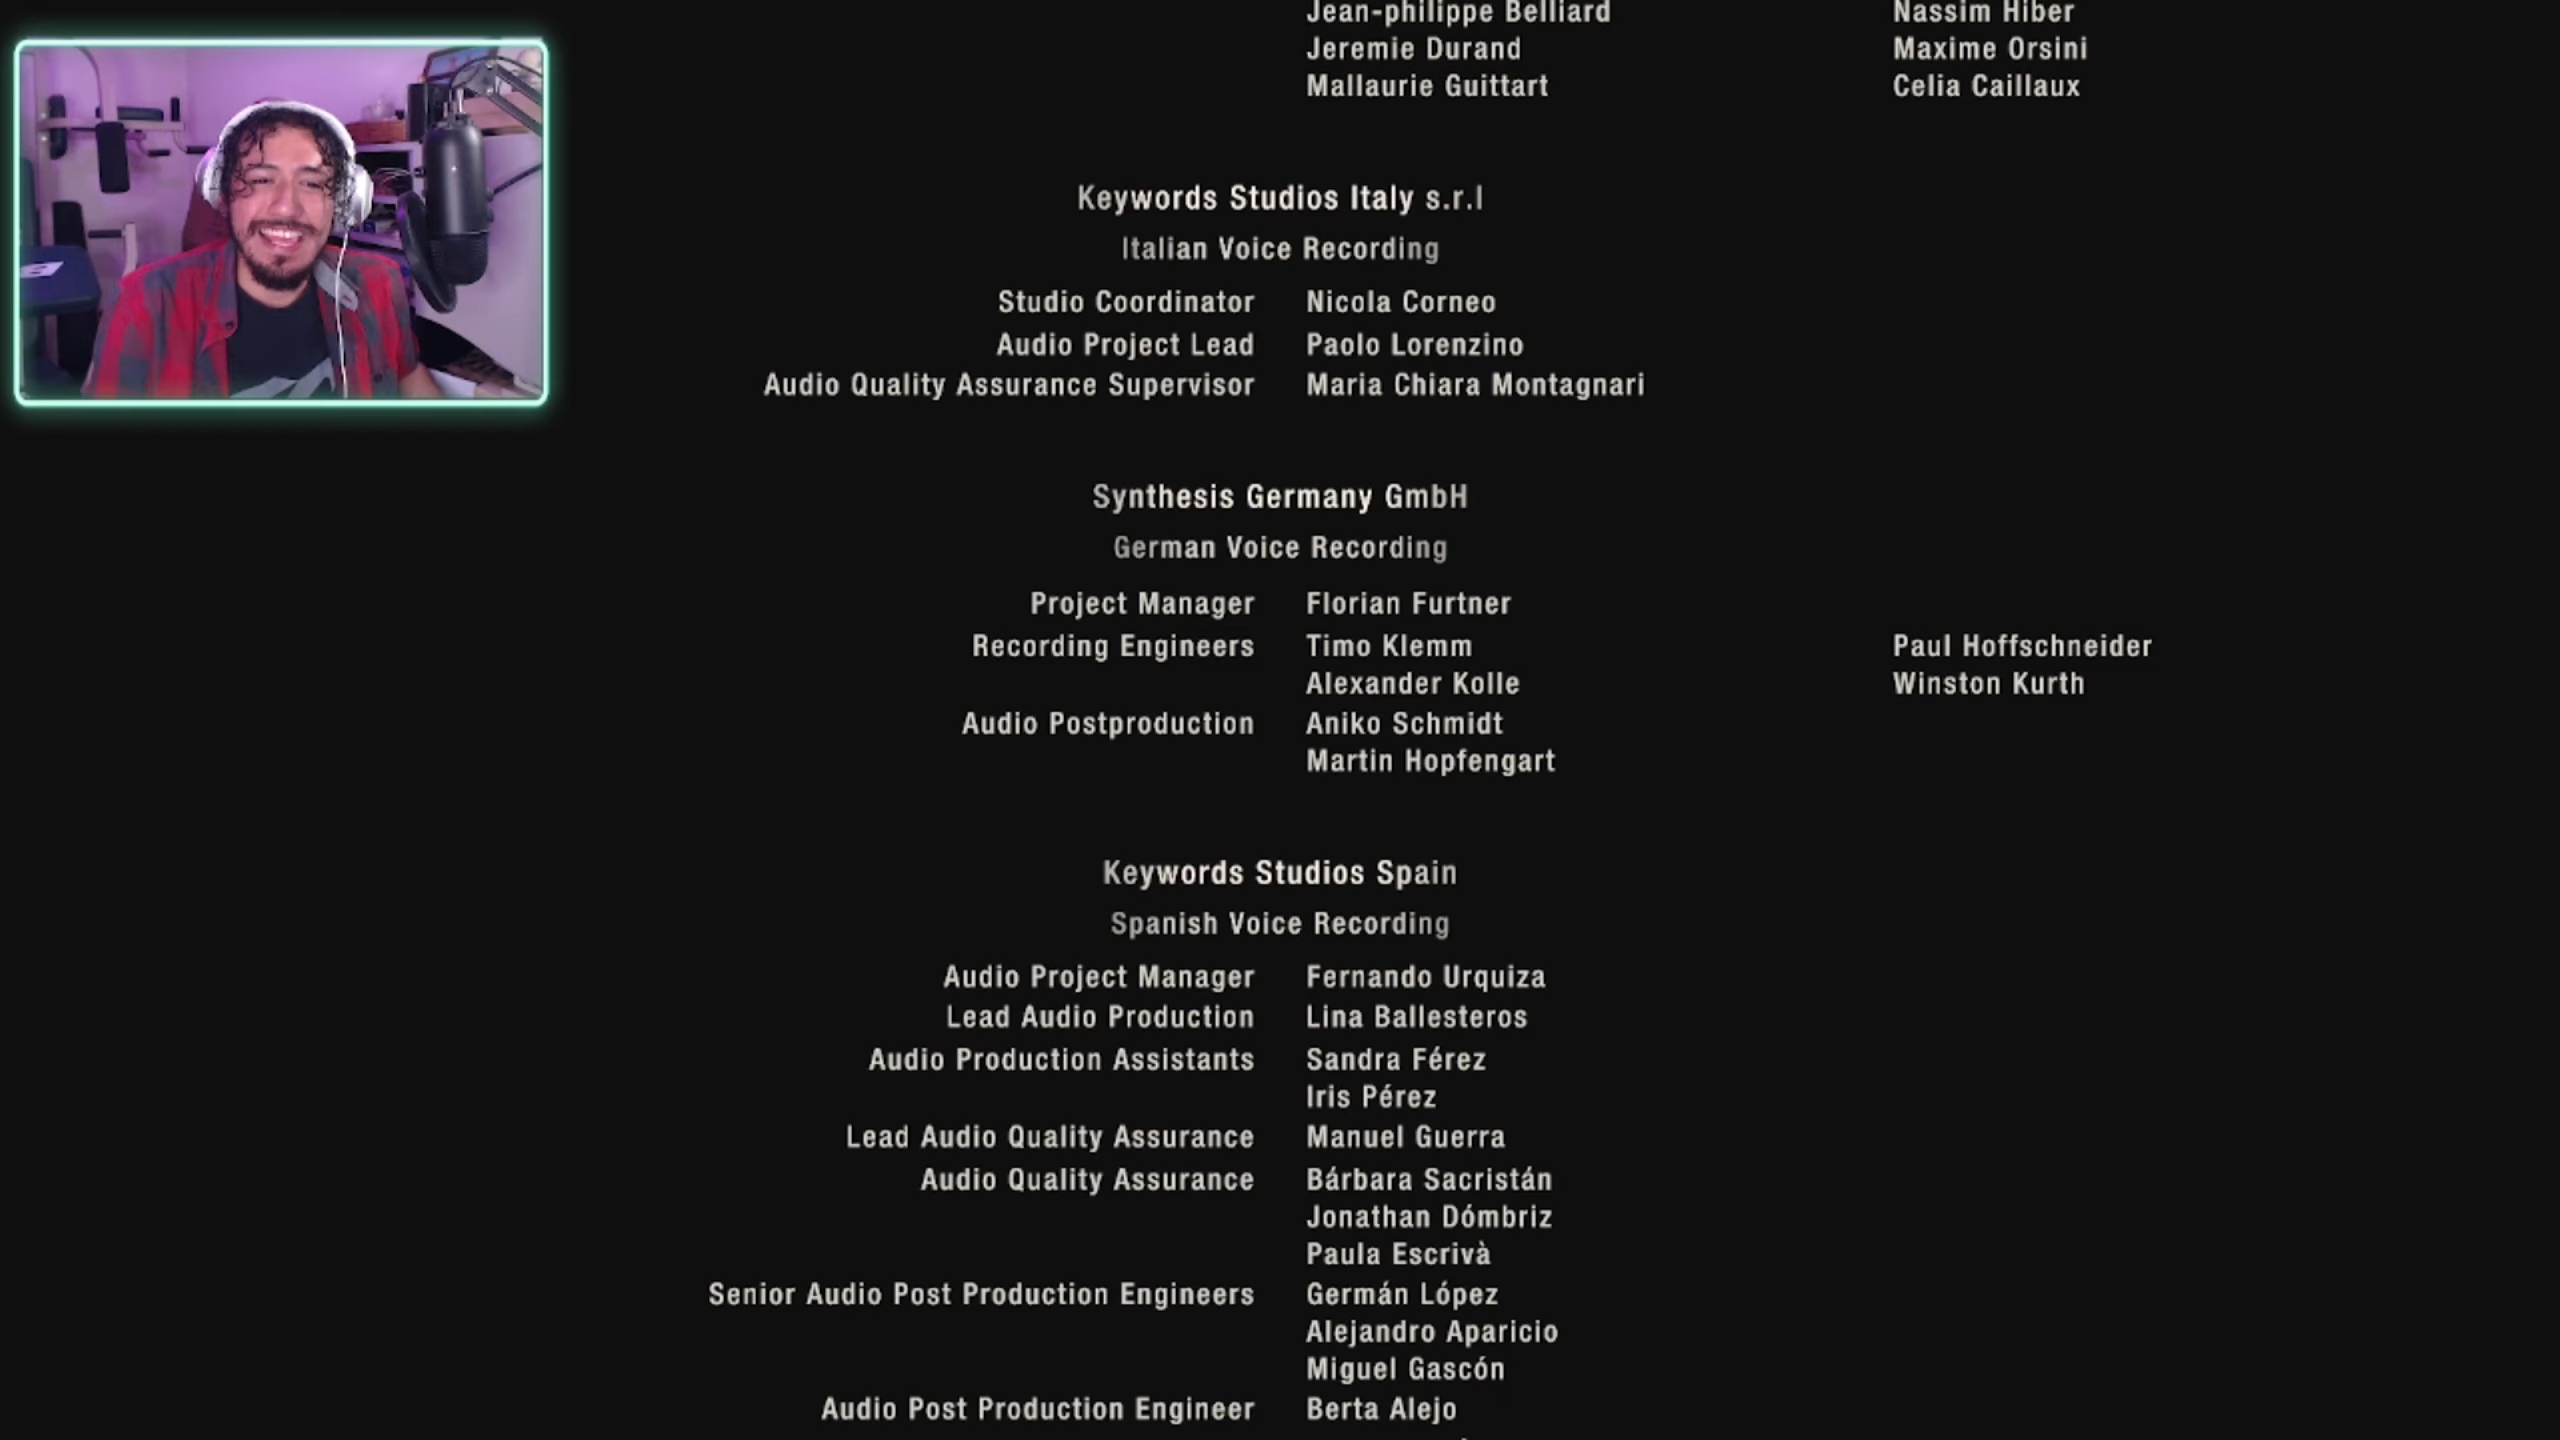 Jean-philippe Belliard Nassim Hiber
Jeremie Durand Maxime Orsini
Mallaurie Guittart Celia Caillaux
Keywords Studios Italy s.r.l
Italian Voice Recording
Studio Coordinator Nicola Corneo
Audio Project Lead Paolo Lorenzino
Audio Quality Assurance Supervisor Maria Chiara Montagnari
Synthesis Germany GmbH
German Voice Recording
Project Manager Florian Furtner
Recording Engineers Timo Klemm Paul Hoffschneider
Alexander Kolle Winston Kurth
Audio Postproduction Aniko Schmidt
Martin Hopfengart
Keywords Studios Spain
Spanish Voice Recording
Audio Project Manager Fernando Urquiza
Lead Audio Production Lina Ballesteros
Audio Production Assistants Sandra Férez
Iris Pérez
Lead Audio Quality Assurance Manuel Guerra
Audio Quality Assurance Bárbara Sacristán
Jonathan Dómbriz
Paula Escrivà
Senior Audio Post Production Engineers Germán López
Alejandro Aparicio
Miguel Gascón
Audio Post Production Engineer Berta Alejo